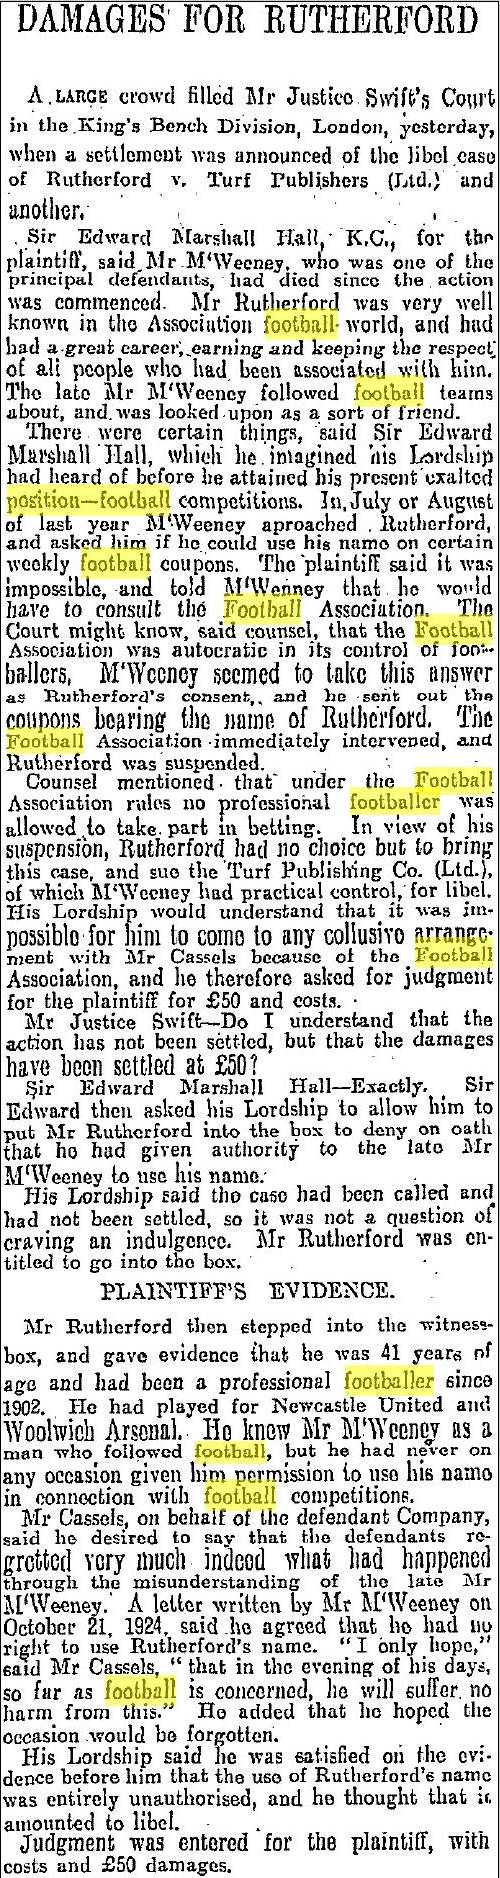 DAMAGES FOR RUTHERFORD
A LARGE crowd filled Mr Justice Swift's Court
in the King's Bench Division, London, yesterday,
when a settlement was announced of the libel case
of Rutherford v. Turf Publishers (Ltd.) and
another.
Sir Edward Marshall Hall, K.C., for the
plaintiff, said Mr M'Weeney, who was one of the
principal defendants, had died since the action
was commenced. Mr Rutherford was very well
known in the Association football world, and had
had a great career, earning and keeping the respect
of all people who had been associated with him.
The late Mr M'Weeney followed football teams
about, and was looked upon as a sort of friend.
There were certain things, said Sir Edward
Marshall Hall, which he imagined his Lordship
had heard of before he attained his present exalted
position—football competitions. In July or August
of last year M'Weeney aproached Rutherford,
and asked him if he could use his name on certain
weekly football coupons. The plaintiff said it was
impossible, and told M'Wenney that he would
have to consult the Football Association. The
Court might know, said counsel, that the Football
Association was autocratic in its control of foot-
ballers, M'Weeney seemed to take this answer
as Rutherford's consent, and he sent out the
coupons bearing the name of Rutherford. The
Football Association immediately intervened, and
Rutherford was suspended.
Counsel mentioned that under the Football
Association rules no professional footballer was
allowed to take part in betting. In view of his
suspension, Rutherford had no choice but to bring
this case, and sue the Turf Publishing Co. (Ltd.),
of which M'Weeney had practical control, for libel.
His Lordship would understand that it was im-
possible for him to come to any collusive arrange-
ment with Mr Cassels because of the Football
Association, and he therefore asked for judgment
for the plaintiff for £50 and costs.
Mr Justice Swift—Do I understand that the
action has not been settled, but that the damages
have been settled at £50?
Sir Edward Marshall Hall—Exactly. Sir
Edward then asked his Lordship to allow him to
put Mr Rutherford into the box to deny on oath
that he had given authority to the late Mr
M'Weeney to use his name.
His Lordship said the case had been called and
had not been settled, so it was not a question of
craving an indulgence. Mr Rutherford was en-
titled to go into the box.
PLAINTIFF'S EVIDENCE.
Mr Rutherford then stepped into the witness-
box, and gave evidence that he was 41 years of
age and had been a professional footballer since
1902. He had played for Newcastle United and
Woolwich Arsenal. He knew Mr M'Weeney as a
man who followed football, but he had never on
any occasion given him permission to use his name
in connection with football competitions.
Mr Cassels, on behalf of the defendant Company,
said he desired to say that the defendants re-
gretted very much indeed what had happened
through the misunderstanding of the late Mr
M'Weeney. A letter written by Mr M'Weeney on
October 21, 1924, said he agreed that he had no
right to use Rutherford's name. "I only hope,"
said Mr Cassels, "that in the evening of his days,
so far as football is concerned, he will suffer no
harm from this." He added that he hoped the
occasion would be forgotten.
His Lordship said he was satisfied on the evi-
dence before him that the use of Rutherford's name
was entirely unauthorised, and he thought that it
amounted to libel.
Judgment was entered for the plaintiff, with
costs and £50 damages.